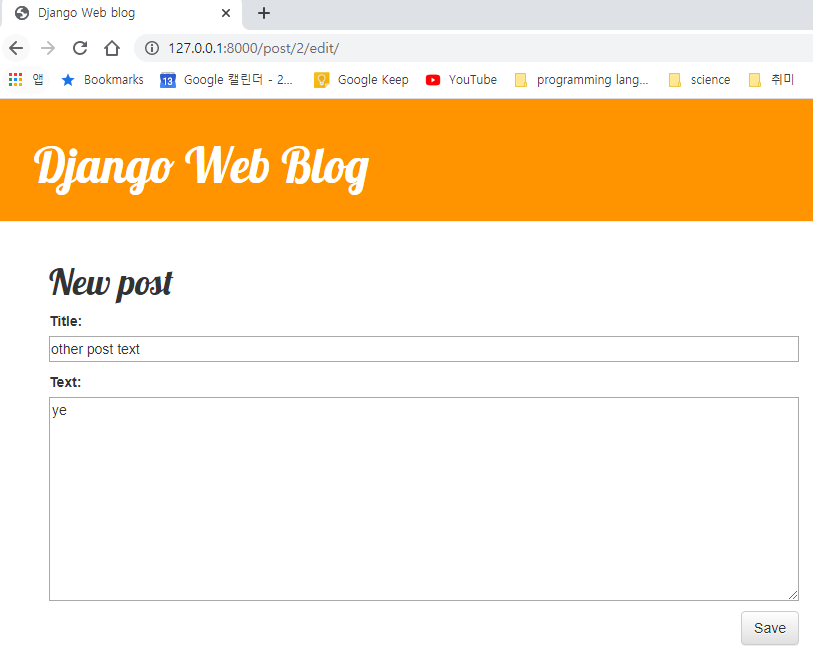 Django Web blog
127.0.0.1:8000/post/2/edit/
앱 Bookmarks 13 Google 캘린더 - 2... Google Keep YouTube programming lang... science 취미
Django Web Blog
New post
Title:
other post text
Text:
ye
Save